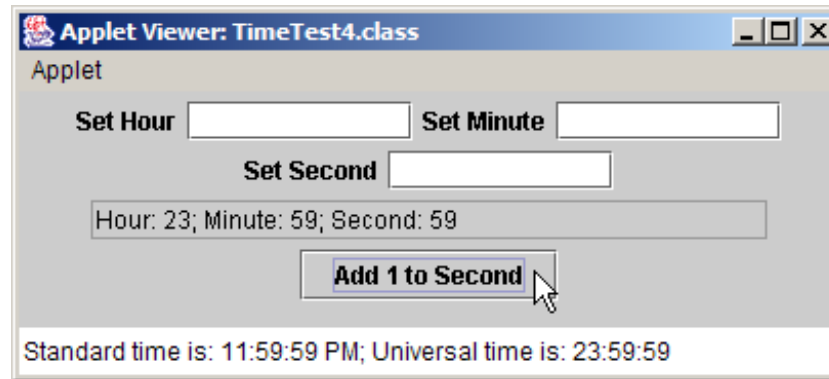 Applet Viewer: TimeTest4.class
Applet
Set Hour Set Minute
Set Second
Hour: 23; Minute: 59; Second: 59
Add 1 to Second
Standard time is: 11:59:59 PM; Universal time is: 23:59:59